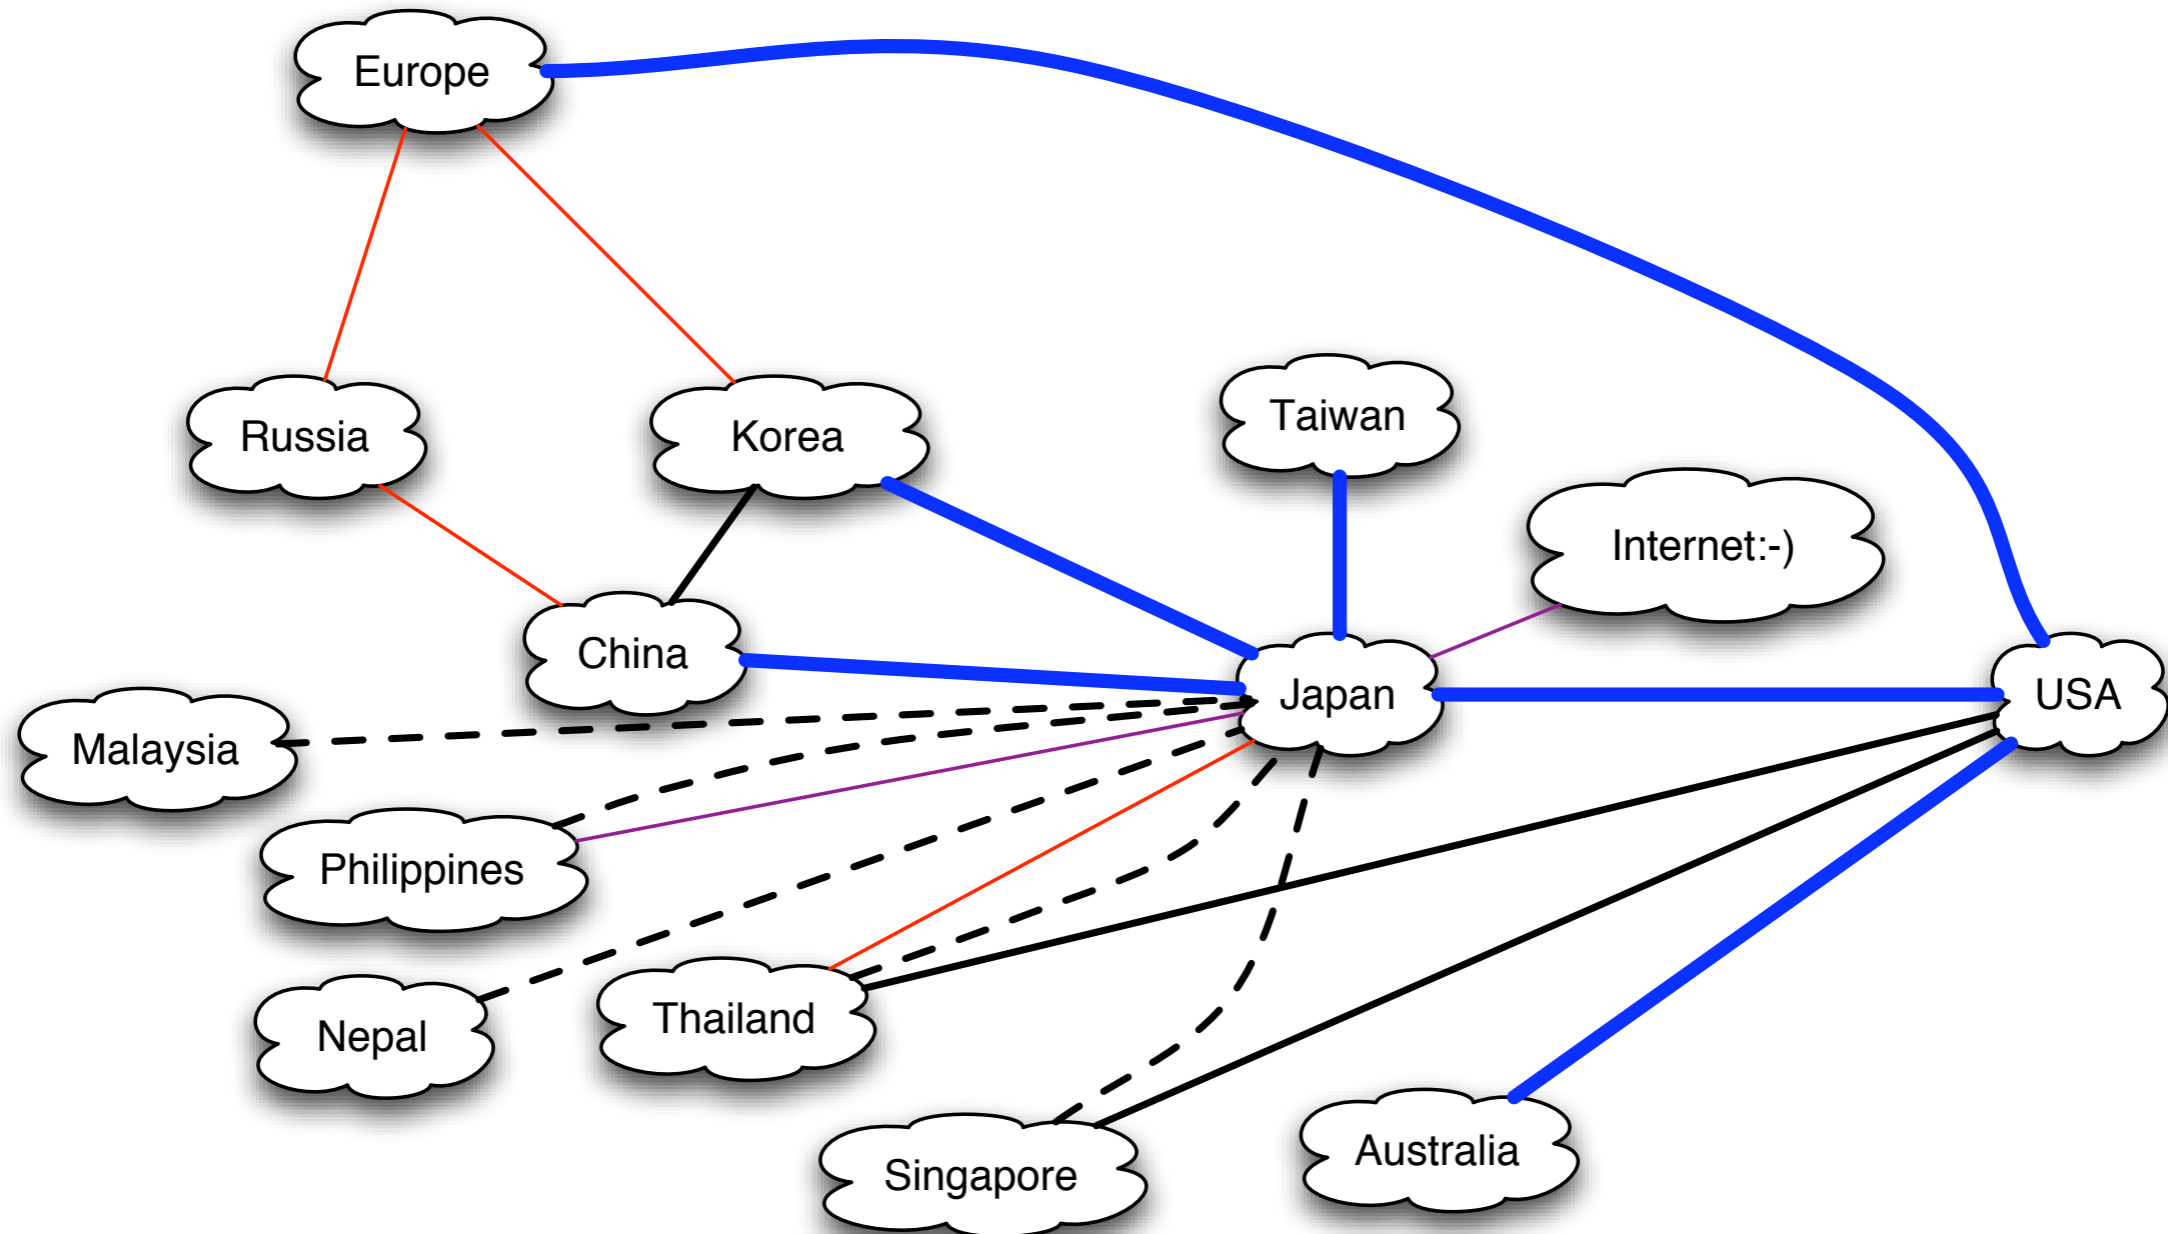 Europe
Russia
Korea
Taiwan
Internet:-)
China
Japan
USA
Malaysia
Philippines
Nepal
Thailand
Singapore
Australia